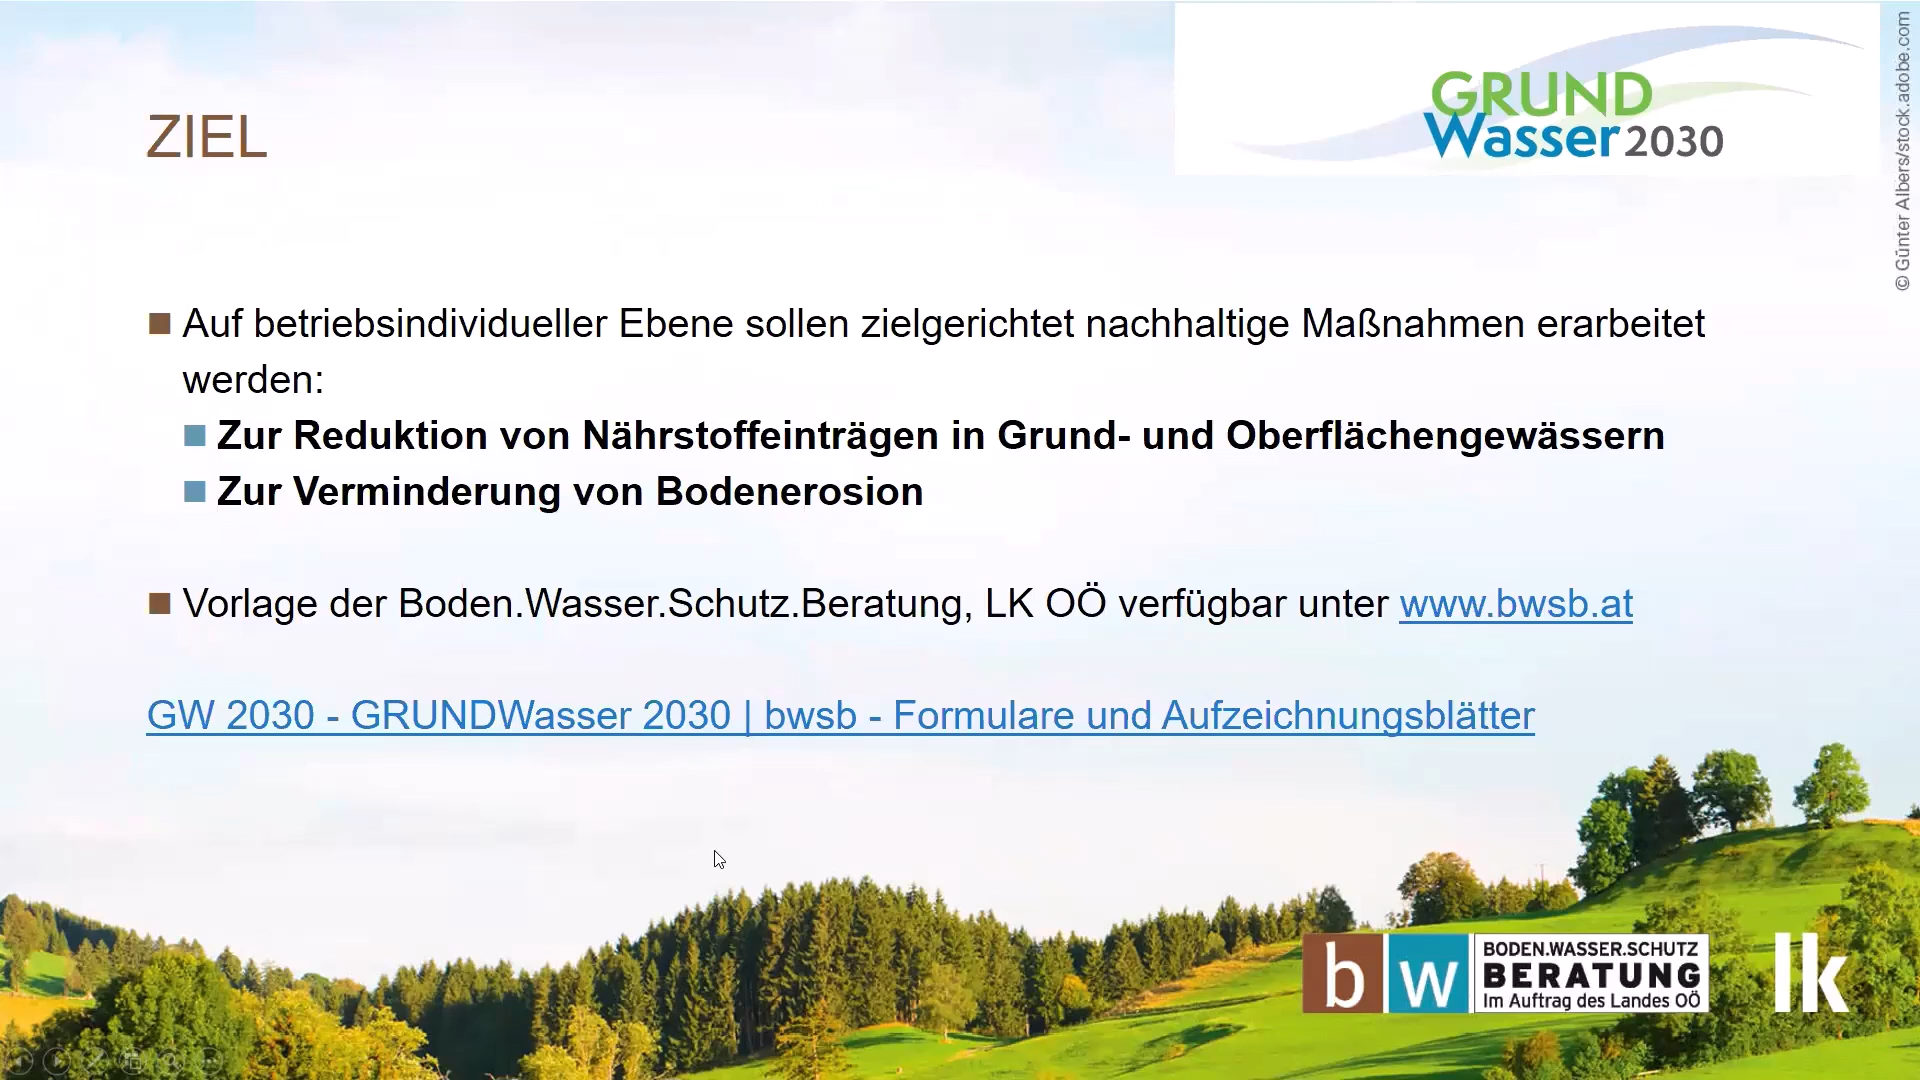 GRUND
Wasser2030
© Günter Albers/stock.adobe.com
ZIEL
Auf betriebsindividueller Ebene sollen zielgerichtet nachhaltige Maßnahmen erarbeitet
werden:
Zur Reduktion von Nährstoffeinträgen in Grund- und Oberflächengewässern
Zur Verminderung von Bodenerosion
Vorlage der Boden.Wasser.Schutz.Beratung, LK OÖ verfügbar unter www.bwsb.at
GW 2030 - GRUNDWasser 2030 | bwsb - Formulare und Aufzeichnungsblätter
b w
BODEN.WASSER.SCHUTZ
BERATUNG
Im Auftrag des Landes OÖ
lk